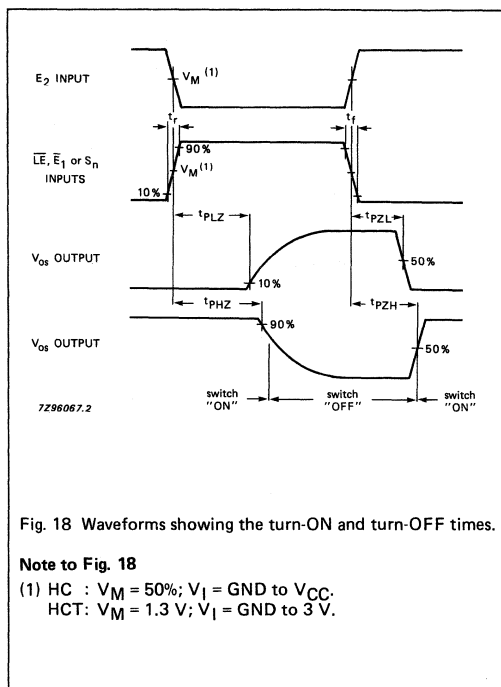 E2 INPUT
VM (1)
tr
tf
LE, E1 or Sn
INPUTS
90%
VM (1)
10%
tPLZ
tPZL
Vos OUTPUT
50%
10%
tPHZ
tPZH
90%
Vos OUTPUT
50%
switch "ON"
switch "OFF"
switch "ON"
7Z96067.2
Fig. 18 Waveforms showing the turn-ON and turn-OFF times.
Note to Fig. 18
(1) HC : VM = 50%; VI = GND to VCC.
HCT: VM = 1.3 V; VI = GND to 3 V.